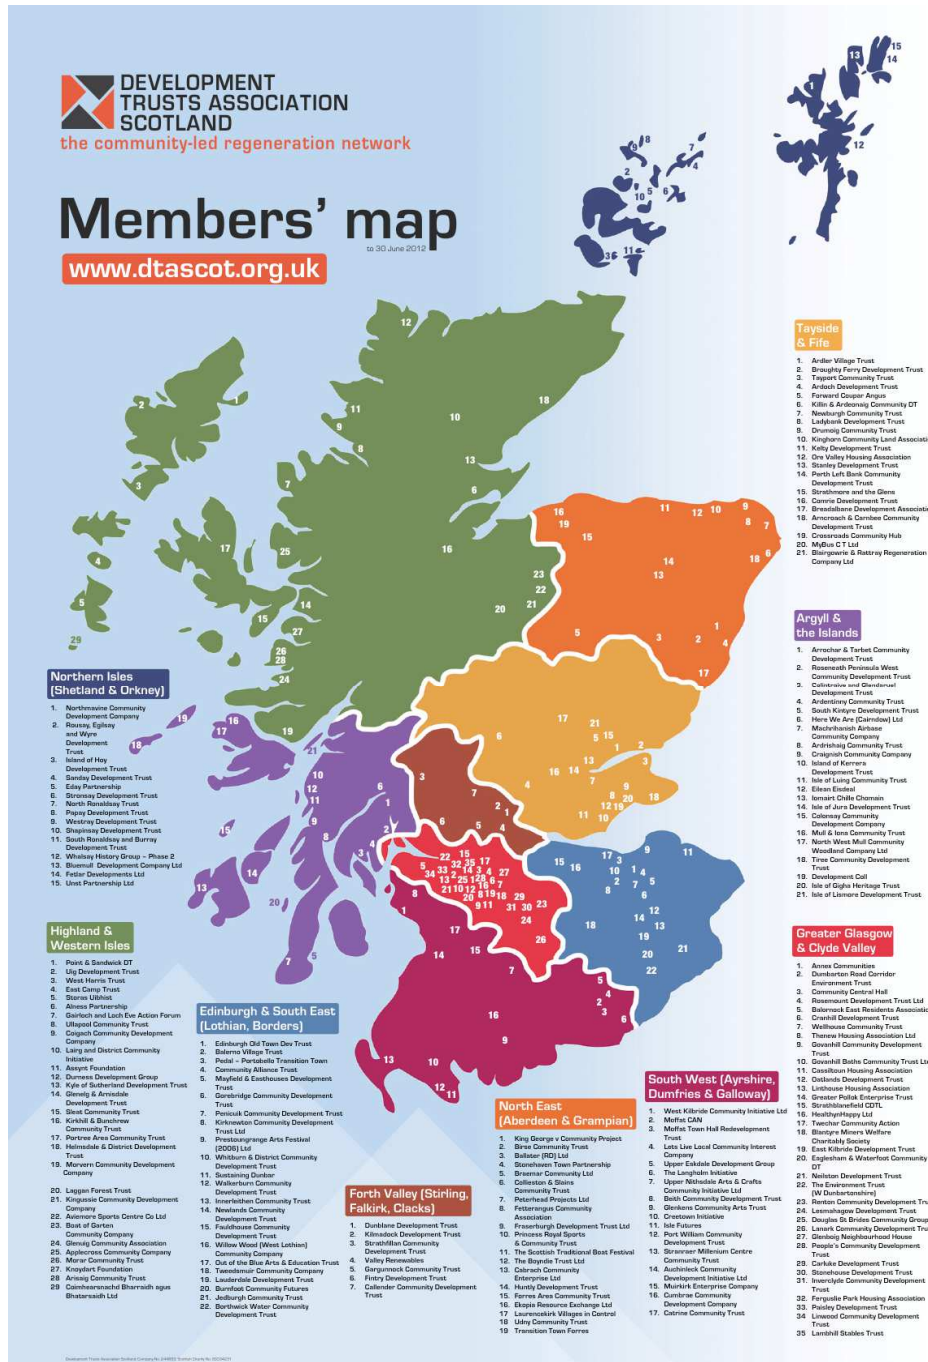 DEVELOPMENT
TRUSTS ASSOCIATION
SCOTLAND
the community-led regeneration network
Members' map
to 30 June 2012
www.dtascot.org.uk
Tayside
& Fife
1. Ardler Village Trust
2. Broughty Ferry Development Trust
3. Tayport Community Trust
4. Ardoch Development Trust
5. Forward Coupar Angus
6. Killin & Ardeonaig Community DT
7. Newburgh Community Trust
8. Ladybank Development Trust
9. Drumoig Community Trust
10. Kinghorn Community Land Associati
11. Kelty Development Trust
12. Ore Valley Housing Association
13. Stanley Development Trust
14. Perth Left Bank Community
Development Trust
15. Strathmore and the Glens
16. Comrie Development Trust
17. Breadalbane Development Associati
18. Arncroach & Carnbee Community
Development Trust
19. Crossroads Community Hub
20. MyBus C T Ltd
21. Blairgowrie & Rattray Regeneration
Company Ltd
Argyll &
the Islands
1. Arrochar & Tarbet Community
Development Trust
2. Roseneath Peninsula West
Community Development Trust
3. Colintraive and Glendaruel
Development Trust
4. Ardentinny Community Trust
5. South Kintyre Development Trust
6. Here We Are (Cairndow) Ltd
7. Machrihanish Airbase
Community Company
8. Ardrishaig Community Trust
9. Craignish Community Company
10. Island of Kerrera
Development Trust
11. Isle of Luing Community Trust
12. Eilean Eisdeal
13. Iomairt Chille Chomain
14. Isle of Jura Development Trust
15. Colonsay Community
Development Company
16. Mull & Iona Community Trust
17. North West Mull Community
Woodland Company Ltd
18. Tiree Community Development
Trust
19. Development Coll
20. Isle of Gigha Heritage Trust
21. Isle of Lismore Development Trust
Northern Isles
(Shetland & Orkney)
1. Northmavine Community
Development Company
2. Rousay, Egilsay
and Wyre
Development
Trust
3. Island of Hoy
Development Trust
4. Sanday Development Trust
5. Eday Partnership
6. Stronsay Development Trust
7. North Ronaldsay Trust
8. Papay Development Trust
9. Westray Development Trust
10. Shapinsay Development Trust
11. South Ronaldsay and Burray
Development Trust
12. Whalsay History Group – Phase 2
13. Bluemull Development Company Ltd
14. Fetlar Developments Ltd
15. Unst Partnership Ltd
Highland &
Western Isles
1. Point & Sandwick DT
2. Uig Development Trust
3. West Harris Trust
4. East Camp Trust
5. Storas Uibhist
6. Alness Partnership
7. Gairloch and Loch Ewe Action Forum
8. Ullapool Community Trust
9. Coigach Community Development
Company
10. Lairg and District Community
Initiative
11. Assynt Foundation
12. Durness Development Group
13. Kyle of Sutherland Development Trust
14. Glenelg & Arnisdale
Development Trust
15. Sleat Community Trust
16. Kirkhill & Bunchrew
Community Trust
17. Portree Area Community Trust
18. Helmsdale & District Development
Trust
19. Morvern Community Development
Company
20. Laggan Forest Trust
21. Kingussie Community Development
Company
22. Aviemore Sports Centre Co Ltd
23. Boat of Garten
Community Company
24. Glenuig Community Association
25. Applecross Community Company
26. Morar Community Trust
27. Knoydart Foundation
28. Arisaig Community Trust
29 Coimhearsnachd Bharraidh agus
Bhatarsaidh Ltd
Edinburgh & South East
(Lothian, Borders)
1. Edinburgh Old Town Dev Trust
2. Balerno Village Trust
3. Pedal – Portobello Transition Town
4. Community Alliance Trust
5. Mayfield & Easthouses Development
Trust
6. Gorebridge Community Development
Trust
7. Penicuik Community Development Trust
8. Kirknewton Community Development
Trust Ltd
9. Prestoungrange Arts Festival
(2006) Ltd
10. Whitburn & District Community
Development Trust
11. Sustaining Dunbar
12. Walkerburn Community
Development Trust
13. Innerleithen Community Trust
14. Newlands Community
Development Trust
15. Fauldhouse Community
Development Trust
16. Willow Wood (West Lothian)
Community Company
17. Out of the Blue Arts & Education Trust
18. Tweedsmuir Community Company
19. Lauderdale Development Trust
20. Burnfoot Community Futures
21. Jedburgh Community Trust
22. Borthwick Water Community
Development Trust
Forth Valley (Stirling,
Falkirk, Clacks)
1. Dunblane Development Trust
2. Kilmadock Development Trust
3. Strathfillan Community
Development Trust
4. Valley Renewables
5. Gargunnock Community Trust
6. Fintry Development Trust
7. Callander Community Development
Trust
North East
(Aberdeen & Grampian)
1. King George v Community Project
2. Birse Community Trust
3. Ballater (RD) Ltd
4. Stonehaven Town Partnership
5. Braemar Community Ltd
6. Collieston & Slains
Community Trust
7. Peterhead Projects Ltd
8. Fetterangus Community
Association
9. Fraserburgh Development Trust Ltd
10. Princess Royal Sports
& Community Trust
11. The Scottish Traditional Boat Festival
12. The Boyndie Trust Ltd
13. Cabrach Community
Enterprise Ltd
14. Huntly Development Trust
15. Forres Area Community Trust
16. Ekopia Resource Exchange Ltd
17 Laurencekirk Villages in Control
18 Udny Community Trust
19 Transition Town Forres
South West (Ayrshire,
Dumfries & Galloway)
1. West Kilbride Community Initiative Ltd
2. Moffat CAN
3. Moffat Town Hall Redevelopment
Trust
4. Lets Live Local Community Interest
Company
5. Upper Eskdale Development Group
6. The Langholm Initiative
7. Upper Nithsdale Arts & Crafts
Community Initiative Ltd
8. Beith Community Development Trust
9. Glenkens Community Arts Trust
10. Creetown Initiative
11. Isle Futures
12. Port William Community
Development Trust
13. Stranraer Millenium Centre
Community Trust
14. Auchinleck Community
Development Initiative Ltd
15. Muirkirk Enterprise Company
16. Cumbrae Community
Development Company
17. Catrine Community Trust
Greater Glasgow
& Clyde Valley
1. Annex Communities
2. Dumbarton Road Corridor
Environment Trust
3. Community Central Hall
4. Rosemount Development Trust Ltd
5. Balornock East Residents Associatio
6. Cranhill Development Trust
7. Wellhouse Community Trust
8. Thenew Housing Association Ltd
9. Govanhill Community Development
Trust
10. Govanhill Baths Community Trust Lt
11. Cassiltoun Housing Association
12. Oatlands Development Trust
13. Linthouse Housing Association
14. Greater Pollok Enterprise Trust
15. Strathblanefield CDTL
16. HealthynHappy Ltd
17. Twechar Community Action
18. Blantyre Miners Welfare
Charitably Society
19. East Kilbride Development Trust
20. Eaglesham & Waterfoot Community
DT
21. Neilston Development Trust
22. The Environment Trust
(W Dunbartonshire)
23. Renton Community Development Tru
24. Lesmahagow Development Trust
25. Douglas St Brides Community Group
26. Lanark Community Development Tru
27. Glenboig Neighbourhood House
28. People's Community Development
Trust
29. Carluke Development Trust
30. Stonehouse Development Trust
31. Inverclyde Community Development
Trust
32. Ferguslie Park Housing Association
33. Paisley Development Trust
34 Linwood Community Development
Trust
35 Lambhill Stables Trust